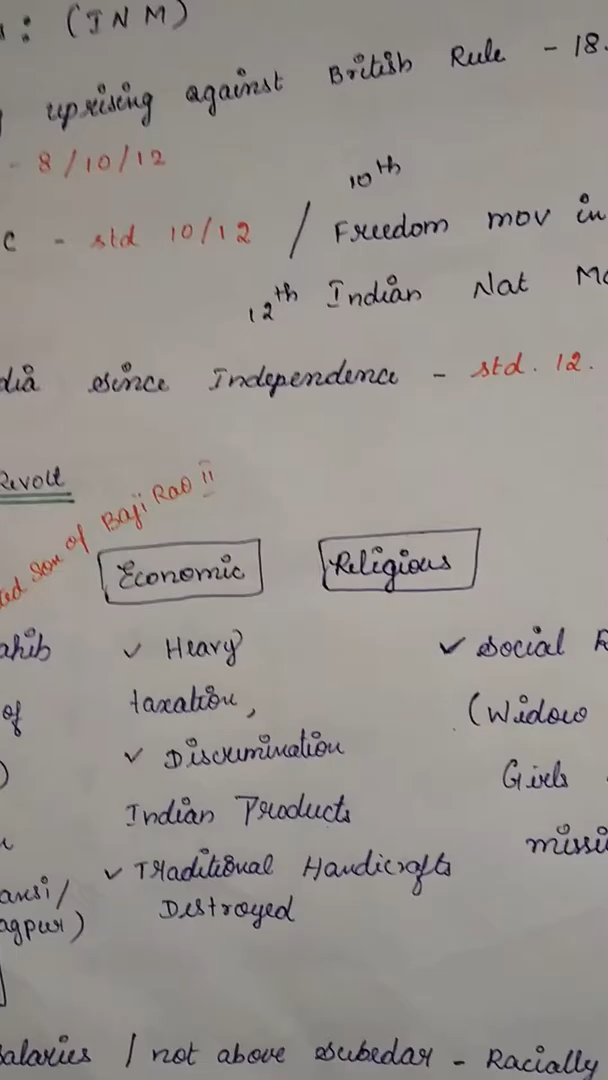 : (INM)
uprising against British Rule - 18.
- 8/10/12
10th
C - std 10/12 / Freedom mov in
12th Indian Nat Mo
dia since Independence - std. 12.
Revolt
ted Son of Baji Rao ii
Economic Religious
ahib ✓ Heavy ✓ social R
of taxation, (Widow
) ✓ Discrimination Girls
Indian Products missi
ansi/ ✓ Traditional Handicrafts
agpur) Destroyed
salaries / not above subedar - Racially